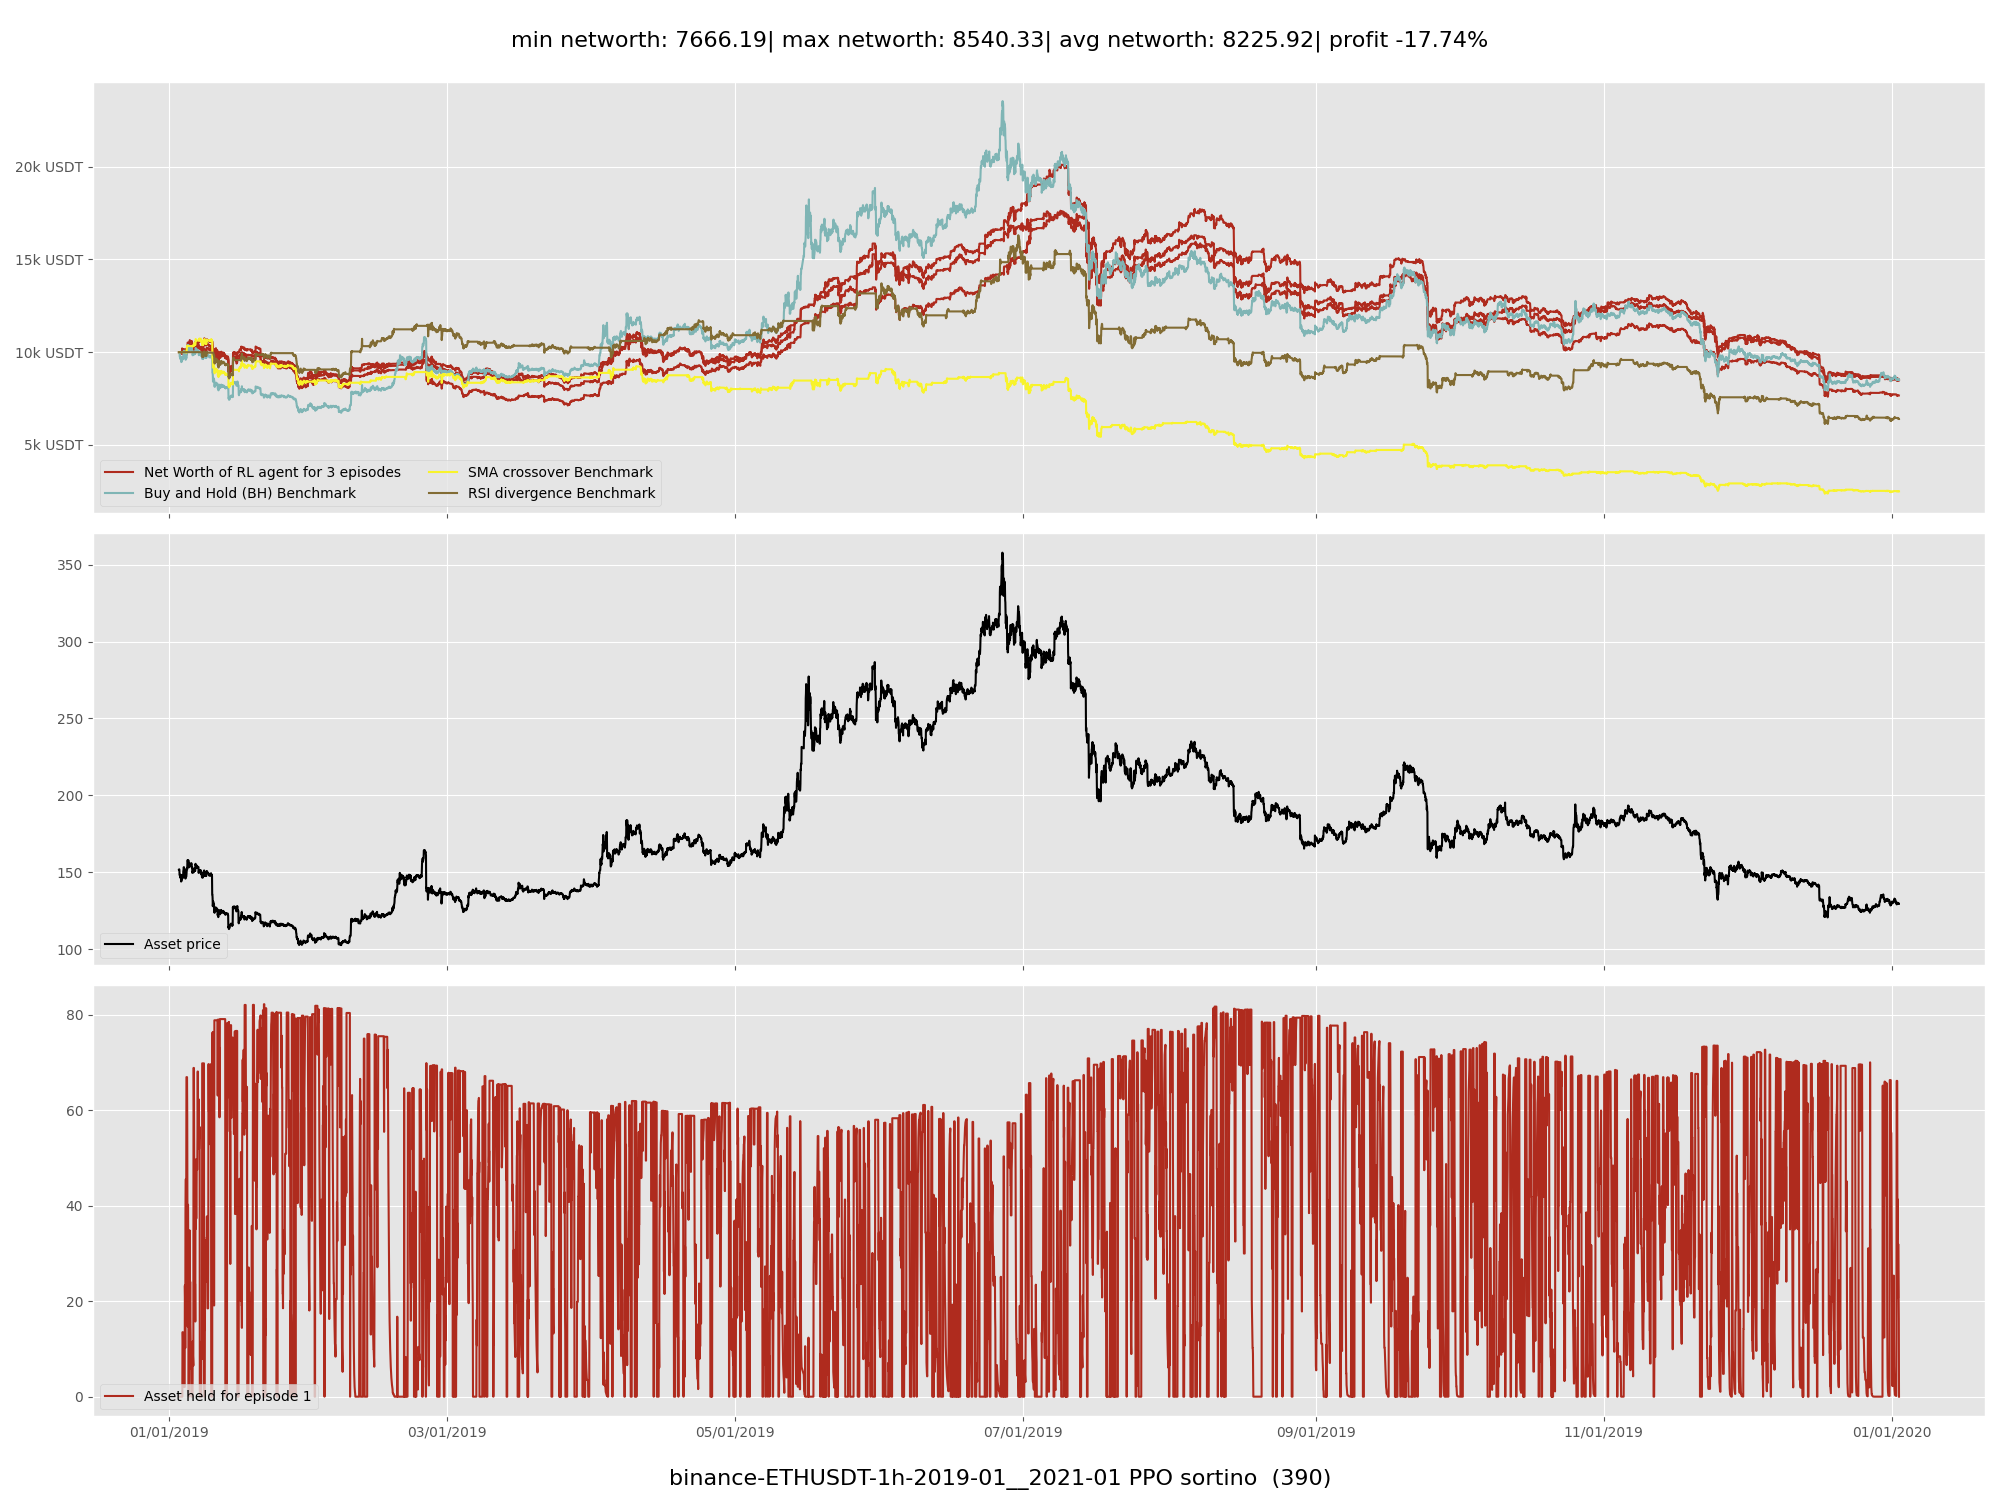 min networth: 7666.19| max networth: 8540.33| avg networth: 8225.92| profit -17.74%
20k USDT
15k USDT
10k USDT
5k USDT
Net Worth of RL agent for 3 episodes
Buy and Hold (BH) Benchmark
SMA crossover Benchmark
RSI divergence Benchmark
350
300
250
200
150
100
Asset price
80
60
40
20
0
Asset held for episode 1
01/01/2019 03/01/2019 05/01/2019 07/01/2019 09/01/2019 11/01/2019 01/01/2020
binance-ETHUSDT-1h-2019-01__2021-01 PPO sortino (390)